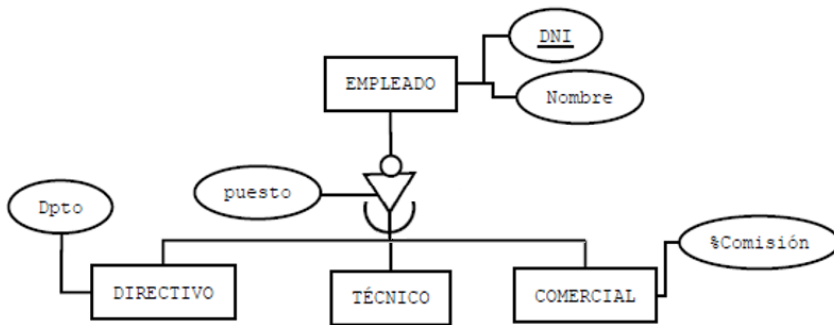 DNI
EMPLEADO
Nombre
puesto
Dpto
%Comisión
DIRECTIVO
TÉCNICO
COMERCIAL